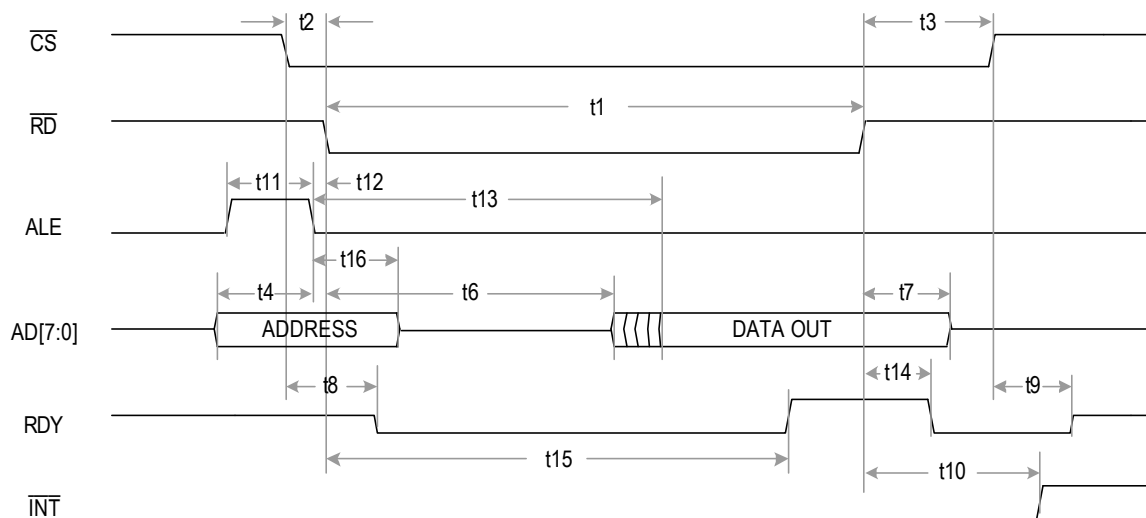 t2 t3
CS
t1
RD
t11 t12 t13
ALE
t16
t4 t6 t7
AD[7:0] ADDRESS DATA OUT
t8 t14 t9
RDY
t15 t10
INT